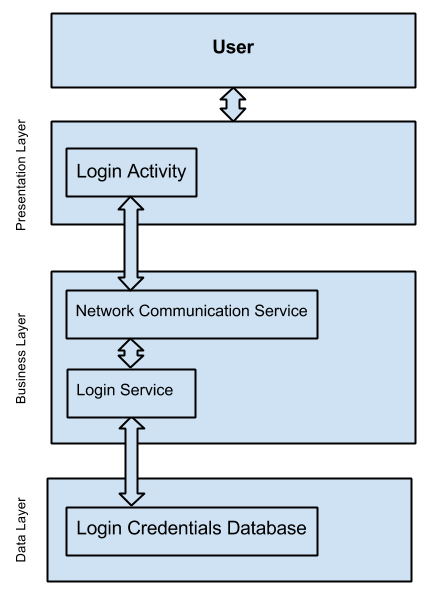 User
Presentation Layer
Login Activity
Business Layer
Network Communication Service
Login Service
Data Layer
Login Credentials Database